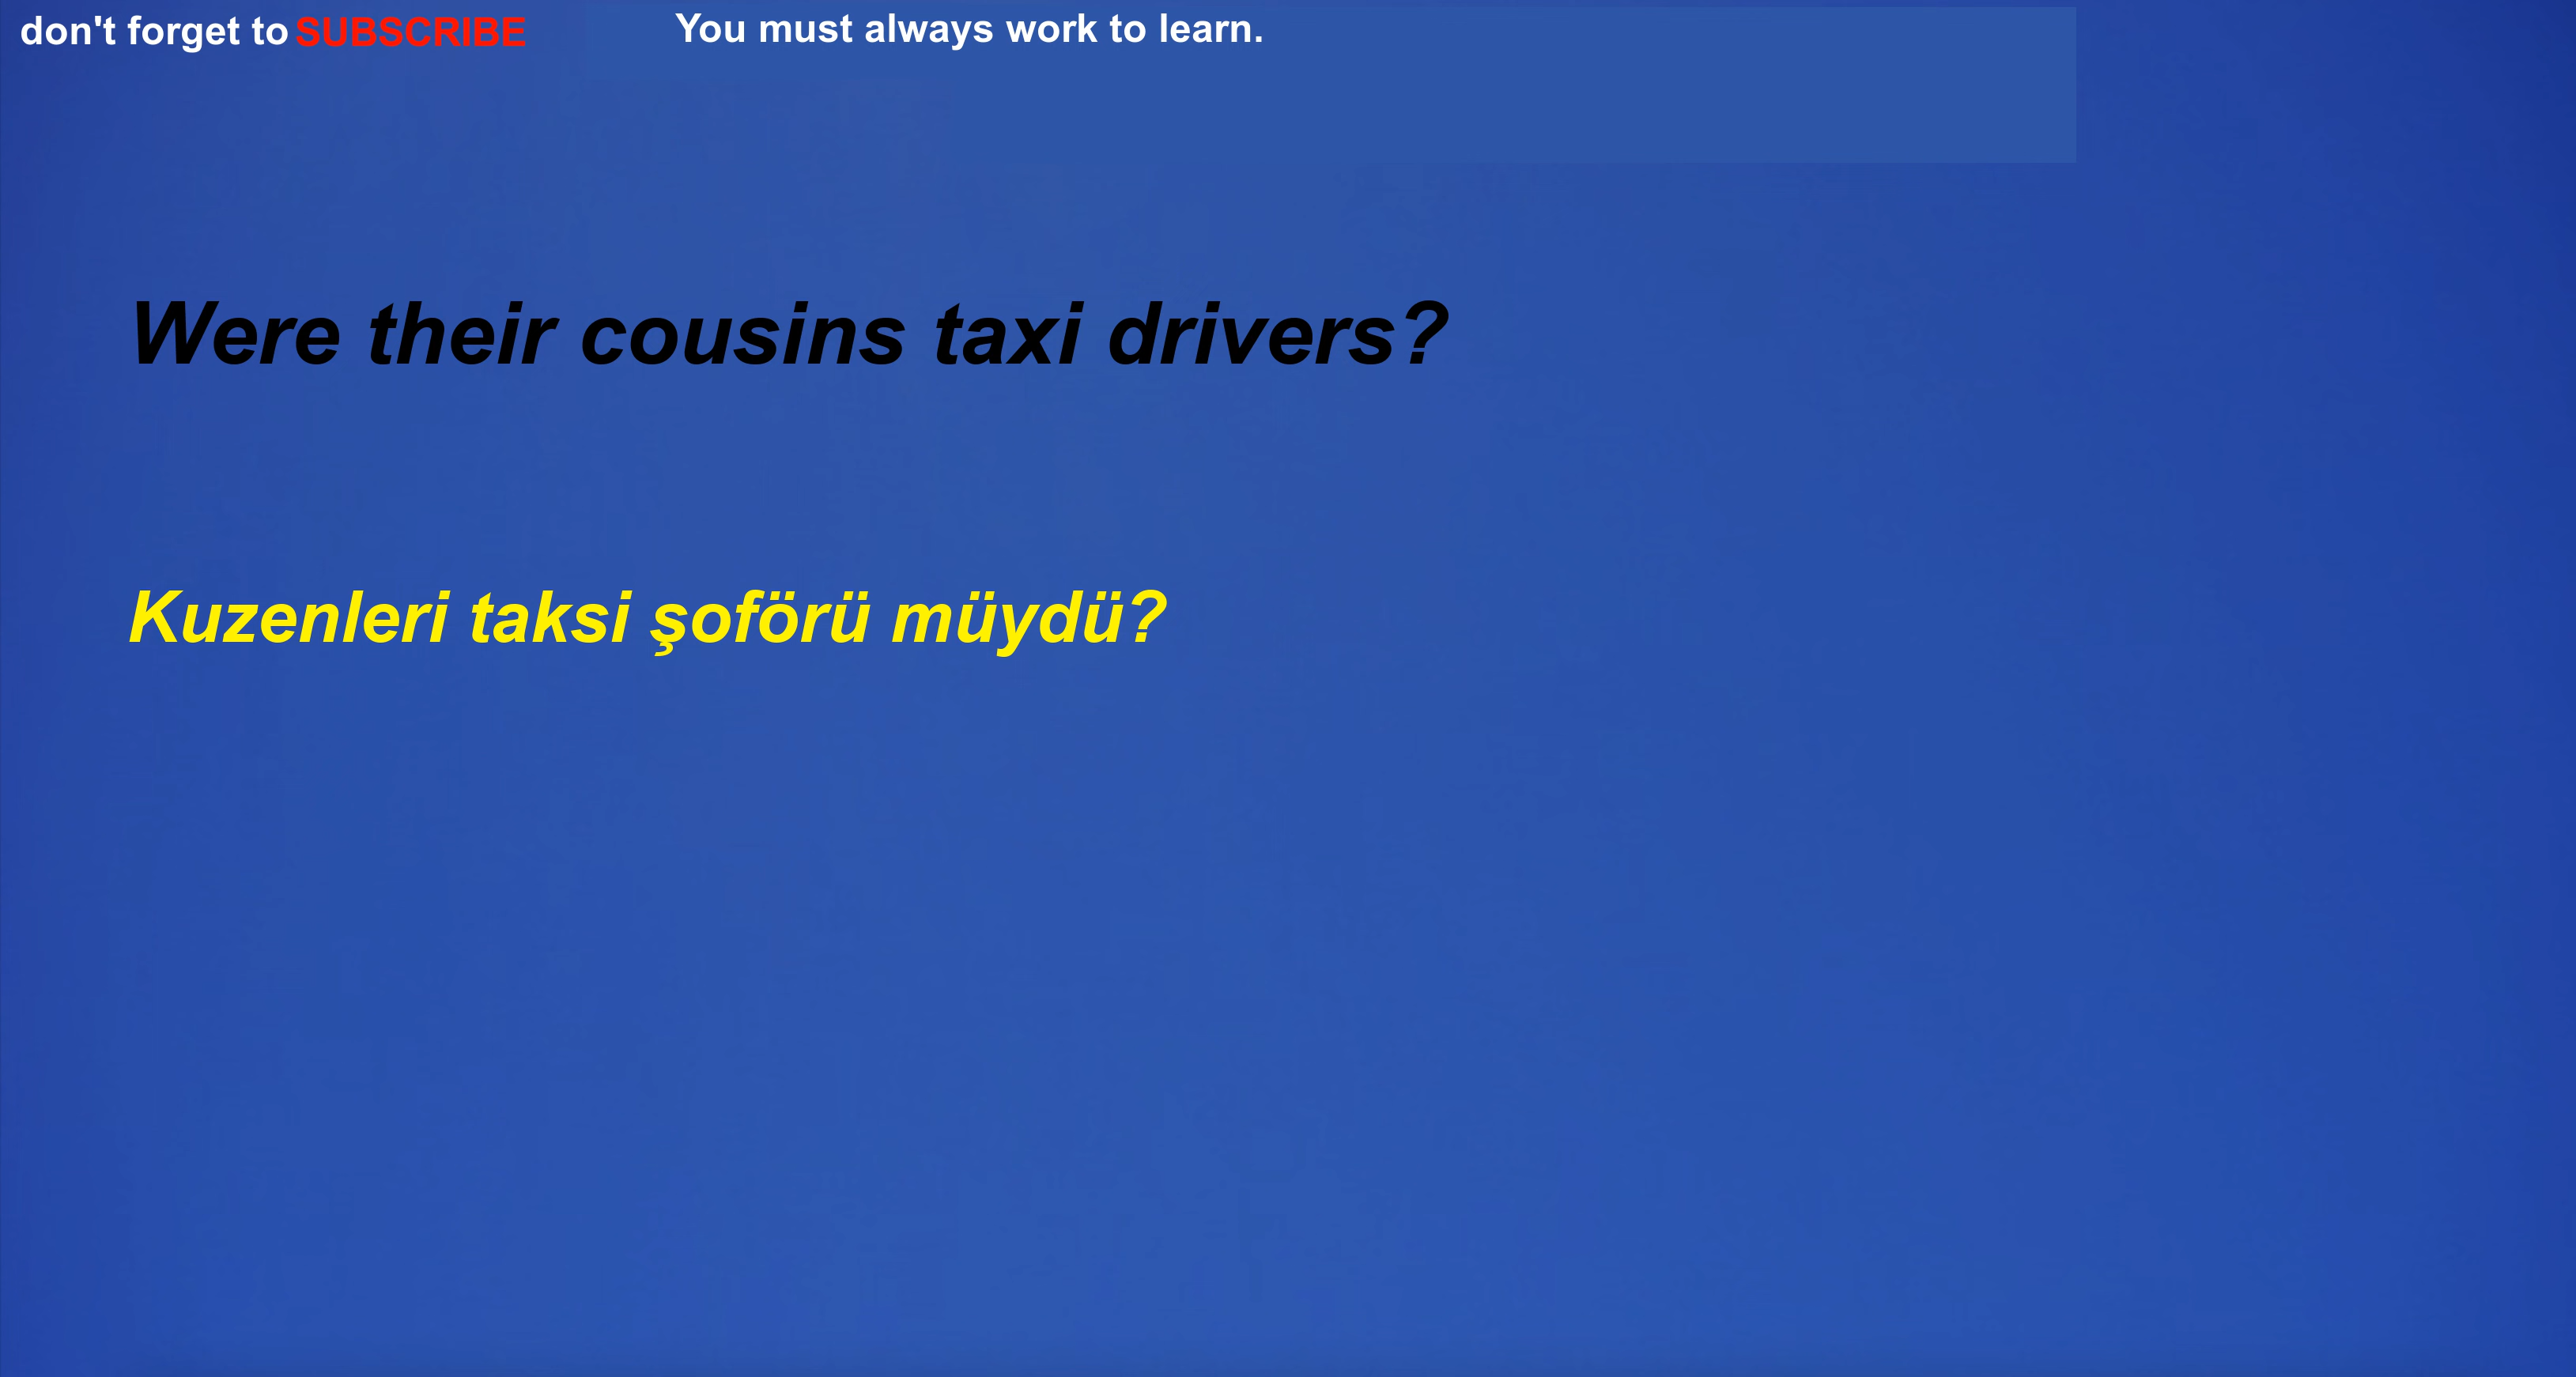 don't forget to SUBSCRIBE
You must always work to learn.
Were their cousins taxi drivers?
Kuzenleri taksi şoförü müydü?